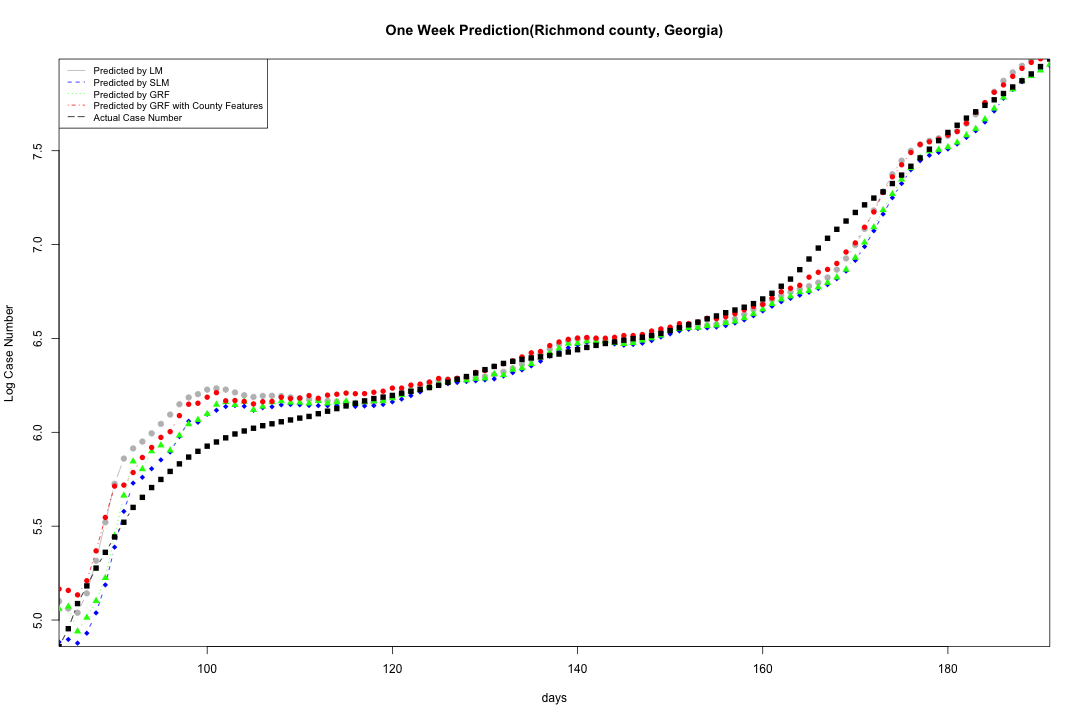 One Week Prediction(Richmond county, Georgia)
Predicted by LM
Predicted by SLM
Predicted by GRF
Predicted by GRF with County Features
Actual Case Number
7.5
7.0
6.5
6.0
5.5
5.0
Log Case Number
100 120 140 160 180
days